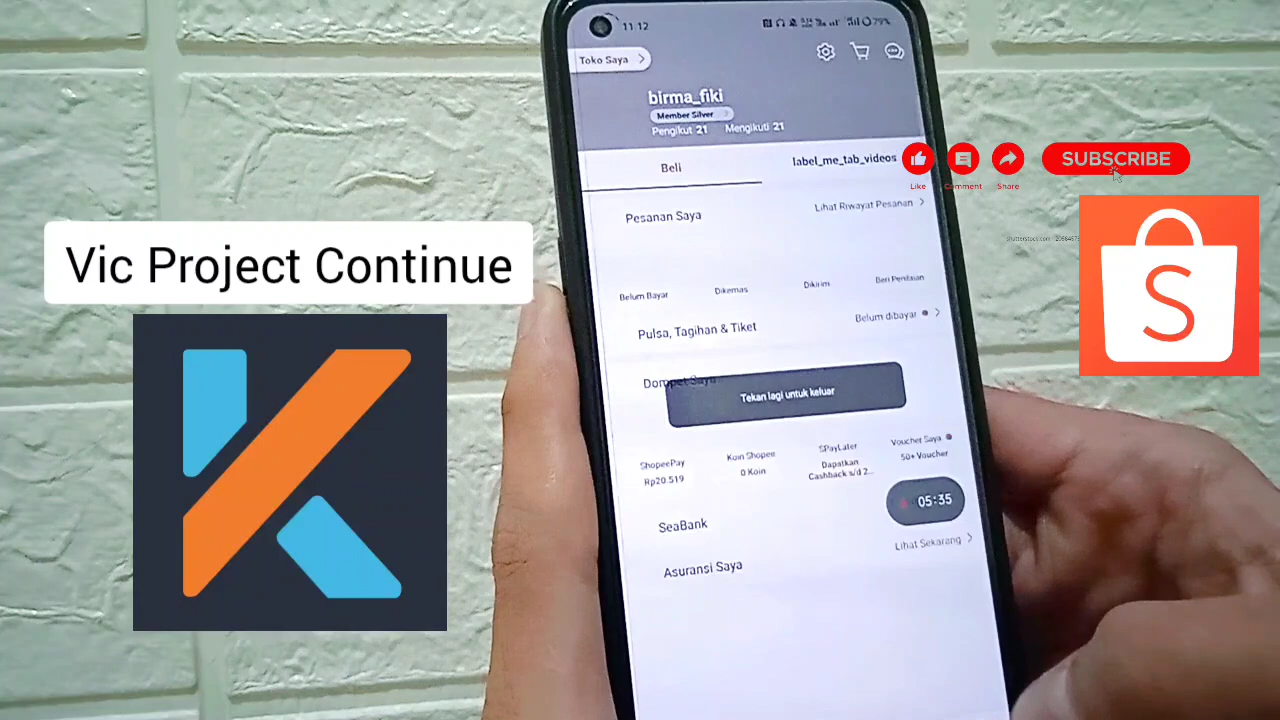 11:12
79%
Toko Saya
birma_fiki
Member Silver
Pengikut 21 Mengikuti 21
Beli
label_me_tab_videos
Like
Comment
Share
SUBSCRIBE
Pesanan Saya
Lihat Riwayat Pesanan
Vic Project Continue
S
Belum Bayar
Dikemas
Dikirim
Beri Penilaian
Pulsa, Tagihan & Tiket
Belum dibayar
Dompet Saya
Tekan lagi untuk keluar
ShopeePay
Rp20.519
Koin Shopee
0 Koin
SPayLater
Dapatkan
Cashback s/d 2..
Voucher Saya
50+ Voucher
05:35
SeaBank
Lihat Sekarang
Asuransi Saya